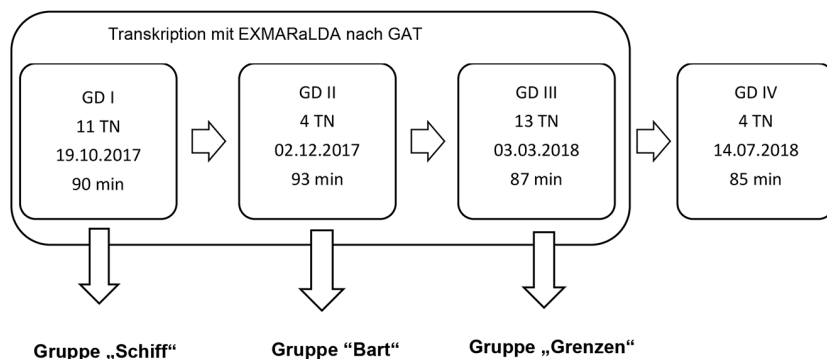 Transkription mit EXMARaLDA nach GAT
GD I
11 TN
19.10.2017
90 min
GD II
4 TN
02.12.2017
93 min
GD III
13 TN
03.03.2018
87 min
GD IV
4 TN
14.07.2018
85 min
Gruppe „Schiff“
Gruppe “Bart“
Gruppe „Grenzen“